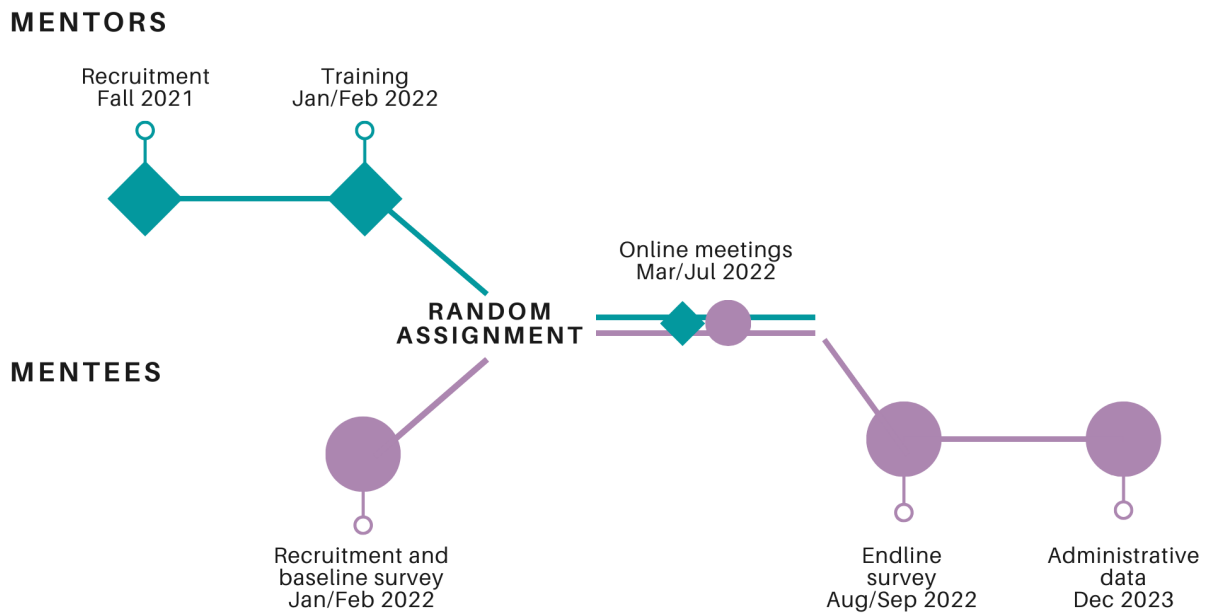 MENTORS
Recruitment
Fall 2021
Training
Jan/Feb 2022
Online meetings
Mar/Jul 2022
RANDOM
ASSIGNMENT
MENTEES
Recruitment and
baseline survey
Jan/Feb 2022
Endline
survey
Aug/Sep 2022
Administrative
data
Dec 2023